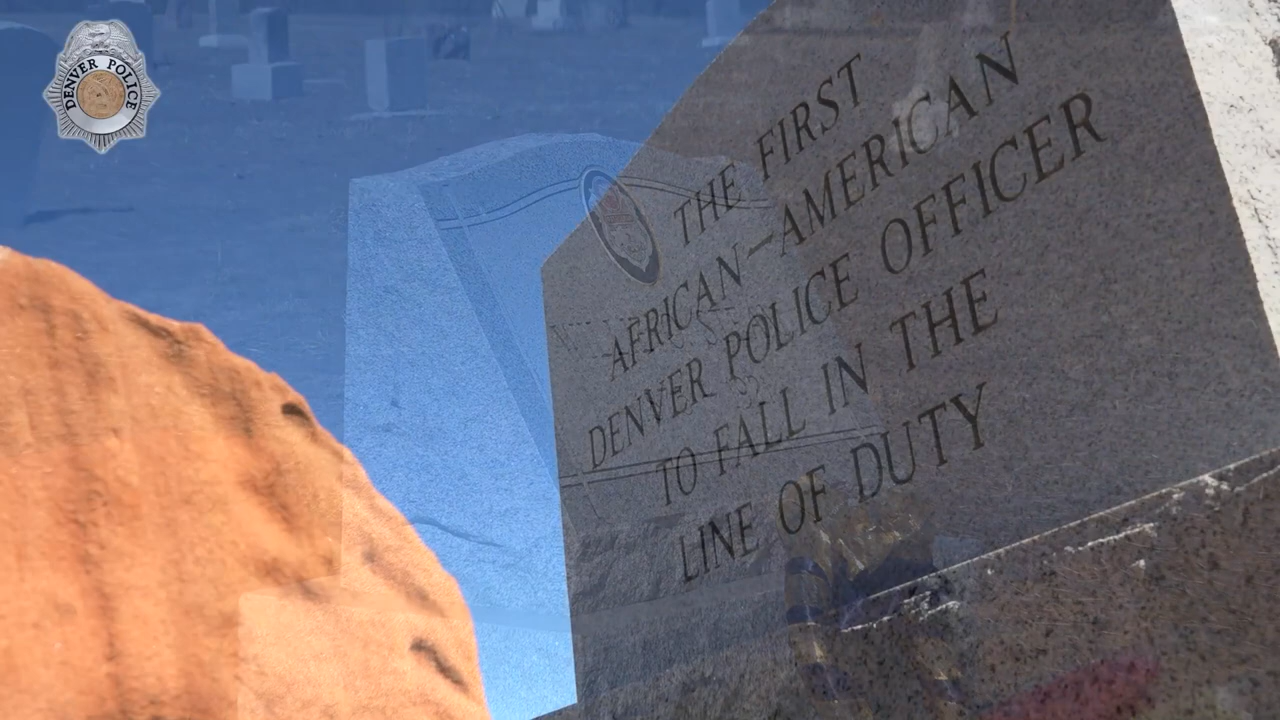 DENVER POLICE
THE FIRST
AFRICAN-AMERICAN
DENVER POLICE OFFICER
TO FALL IN THE
LINE OF DUTY